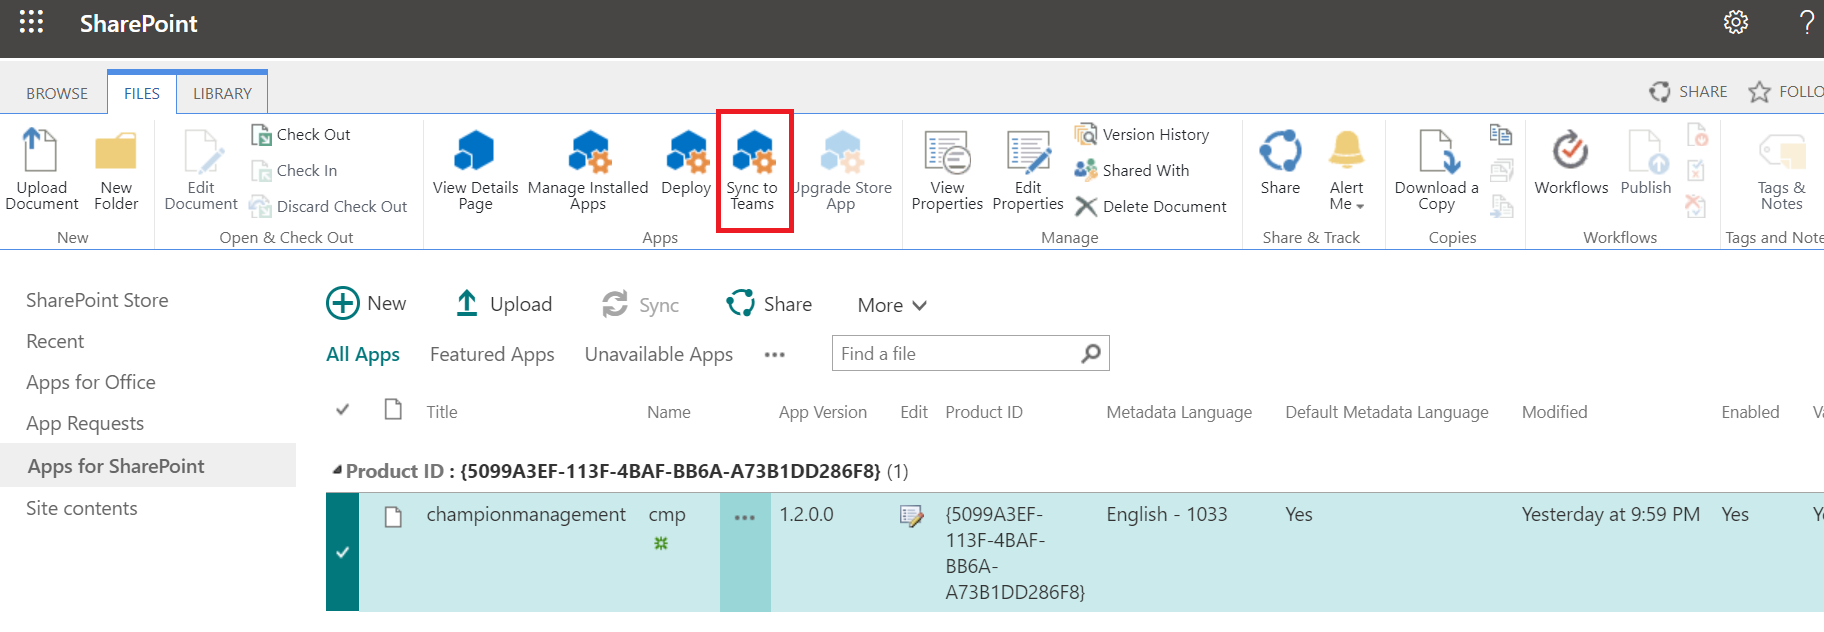 SharePoint
BROWSE FILES LIBRARY SHARE FOLLO
Upload Document
New Folder
New
Edit Document
Check Out
Check In
Discard Check Out
Open & Check Out
View Details Page
Manage Installed Apps
Deploy
Sync to Teams
Upgrade Store App
Apps
View Properties
Edit Properties
Version History
Shared With
Delete Document
Manage
Share
Alert Me
Share & Track
Download a Copy
Copies
Workflows
Publish
Workflows
Tags & Notes
Tags and Note
SharePoint Store
Recent
Apps for Office
App Requests
Apps for SharePoint
Site contents
New Upload Sync Share More
All Apps Featured Apps Unavailable Apps ••• Find a file
Title Name App Version Edit Product ID Metadata Language Default Metadata Language Modified Enabled Va
Product ID : {5099A3EF-113F-4BAF-BB6A-A73B1DD286F8} (1)
championmanagement cmp ••• 1.2.0.0 {5099A3EF- English - 1033 Yes Yesterday at 9:59 PM Yes
113F-4BAF-
BB6A-
A73B1DD286F8}